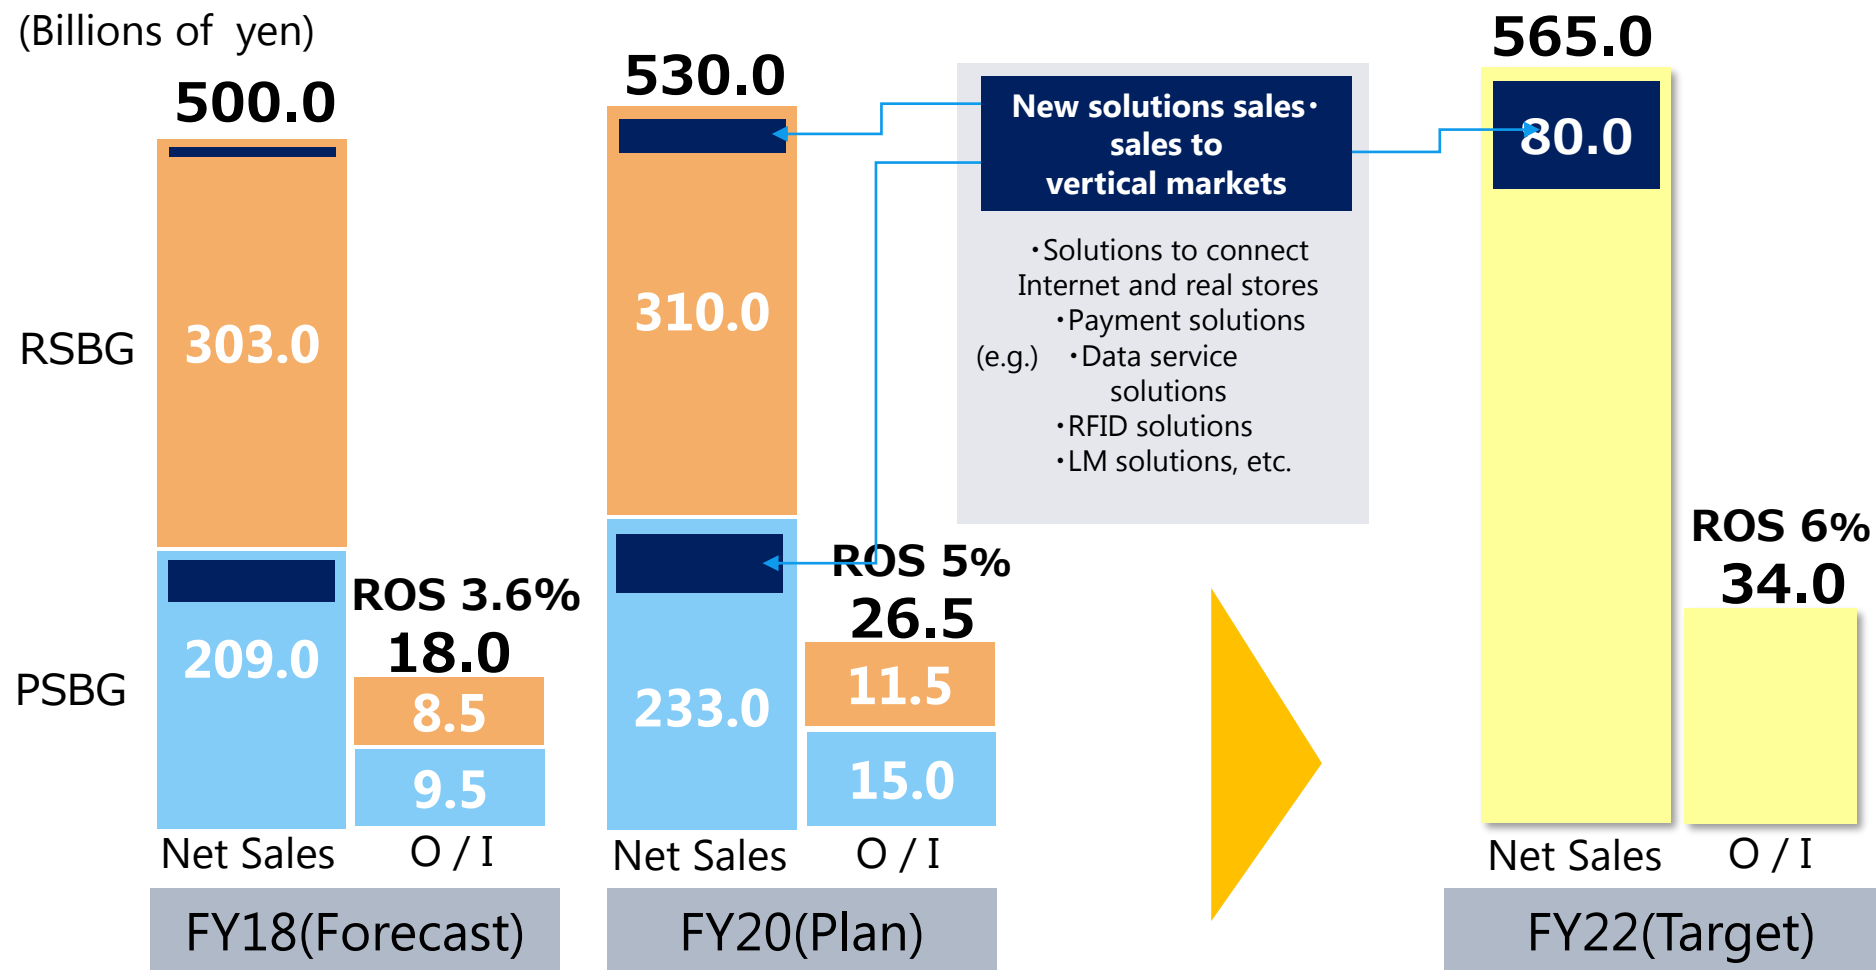 (Billions of yen)
500.0
530.0
565.0
New solutions sales・
sales to
vertical markets
80.0
・Solutions to connect
Internet and real stores
・Payment solutions
(e.g.) ・Data service
solutions
・RFID solutions
・LM solutions, etc.
RSBG
303.0
310.0
PSBG
209.0
233.0
ROS 3.6%
18.0
8.5
9.5
ROS 5%
26.5
11.5
15.0
ROS 6%
34.0
Net Sales
O / I
Net Sales
O / I
Net Sales
O / I
FY18(Forecast)
FY20(Plan)
FY22(Target)